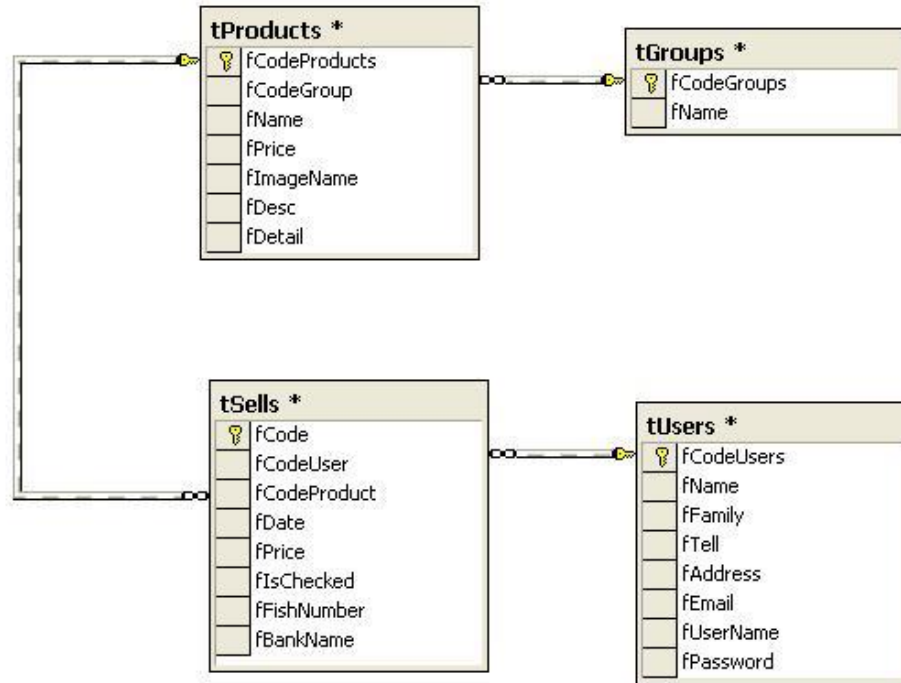 tProducts *
fCodeProducts
fCodeGroup
fName
fPrice
fImageName
fDesc
fDetail
tGroups *
fCodeGroups
fName
tSells *
fCode
fCodeUser
fCodeProduct
fDate
fPrice
fIsChecked
fFishNumber
fBankName
tUsers *
fCodeUsers
fName
fFamily
fTell
fAddress
fEmail
fUserName
fPassword